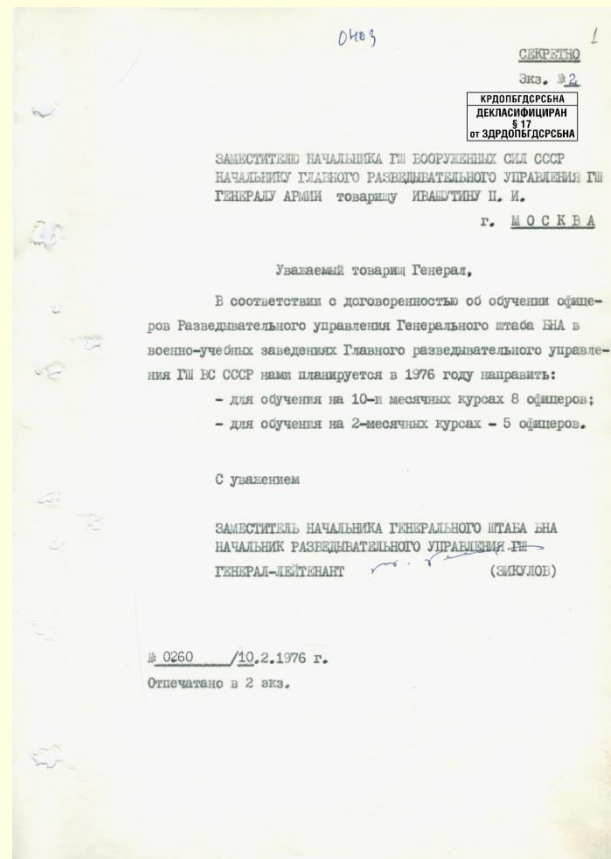 0403
1
СЕКРЕТНО
Экз. № 2
КРДОПБГДСРСБНА
ДЕКЛАСИФИЦИРАН
§ 17
от ЗДРДОПБГДСРСБНА
ЗАМЕСТИТЕЛЮ НАЧАЛЬНИКА ГШ ВООРУЖЕННЫХ СИЛ СССР
НАЧАЛЬНИКУ ГЛАВНОГО РАЗВЕДЫВАТЕЛЬНОГО УПРАВЛЕНИЯ ГШ
ГЕНЕРАЛУ АРМИИ товарищу ИВАШУТИНУ П. И.
г. МОСКВА
Уважаемый товарищ Генерал,
В соответствии с договоренностью об обучении офице-
ров Разведывательного управления Генерального штаба БНА в
военно-учебных заведениях Главного разведывательного управле-
ния ГШ ВС СССР нами планируется в 1976 году направить:
- для обучения на 10-и месячных курсах 8 офицеров;
- для обучения на 2-месячных курсах - 5 офицеров.
С уважением
ЗАМЕСТИТЕЛЬ НАЧАЛЬНИКА ГЕНЕРАЛЬНОГО ШТАБА БНА
НАЧАЛЬНИК РАЗВЕДЫВАТЕЛЬНОГО УПРАВЛЕНИЯ ГШ
ГЕНЕРАЛ-ЛЕЙТЕНАНТ (ЗИКУЛОВ)
№ 0260 /10.2.1976 г.
Отпечатано в 2 экз.